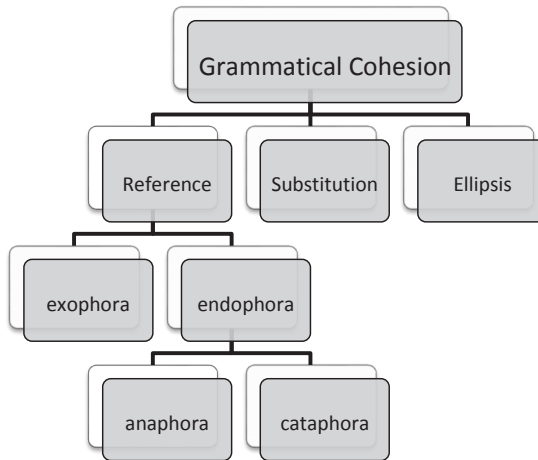 Grammatical Cohesion
Reference
Substitution
Ellipsis
exophora
endophora
anaphora
cataphora